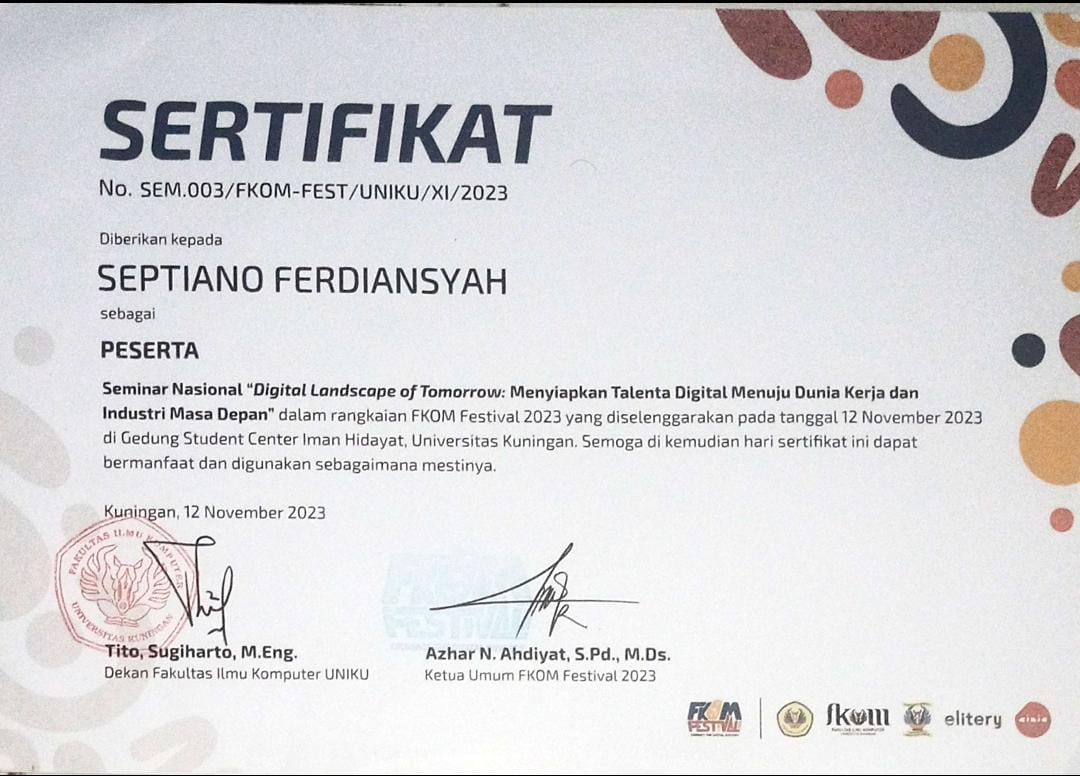 SERTIFIKAT
No. SEM.003/FKOM-FEST/UNIKU/XI/2023
Diberikan kepada
SEPTIANO FERDIANSYAH
sebagai
PESERTA
Seminar Nasional "Digital Landscape of Tomorrow: Menyiapkan Talenta Digital Menuju Dunia Kerja dan
Industri Masa Depan" dalam rangkaian FKOM Festival 2023 yang diselenggarakan pada tanggal 12 November 2023
di Gedung Student Center Iman Hidayat, Universitas Kuningan. Semoga di kemudian hari sertifikat ini dapat
bermanfaat dan digunakan sebagaimana mestinya.
Kuningan, 12 November 2023
FAKULTAS ILMU KOMPUTER
UNIVERSITAS KUNINGAN
FKOM
FESTIVAL
Tito, Sugiharto, M.Eng.
Dekan Fakultas Ilmu Komputer UNIKU
Azhar N. Ahdiyat, S.Pd., M.Ds.
Ketua Umum FKOM Festival 2023
FKOM
FESTIVAL
fkom
elitery